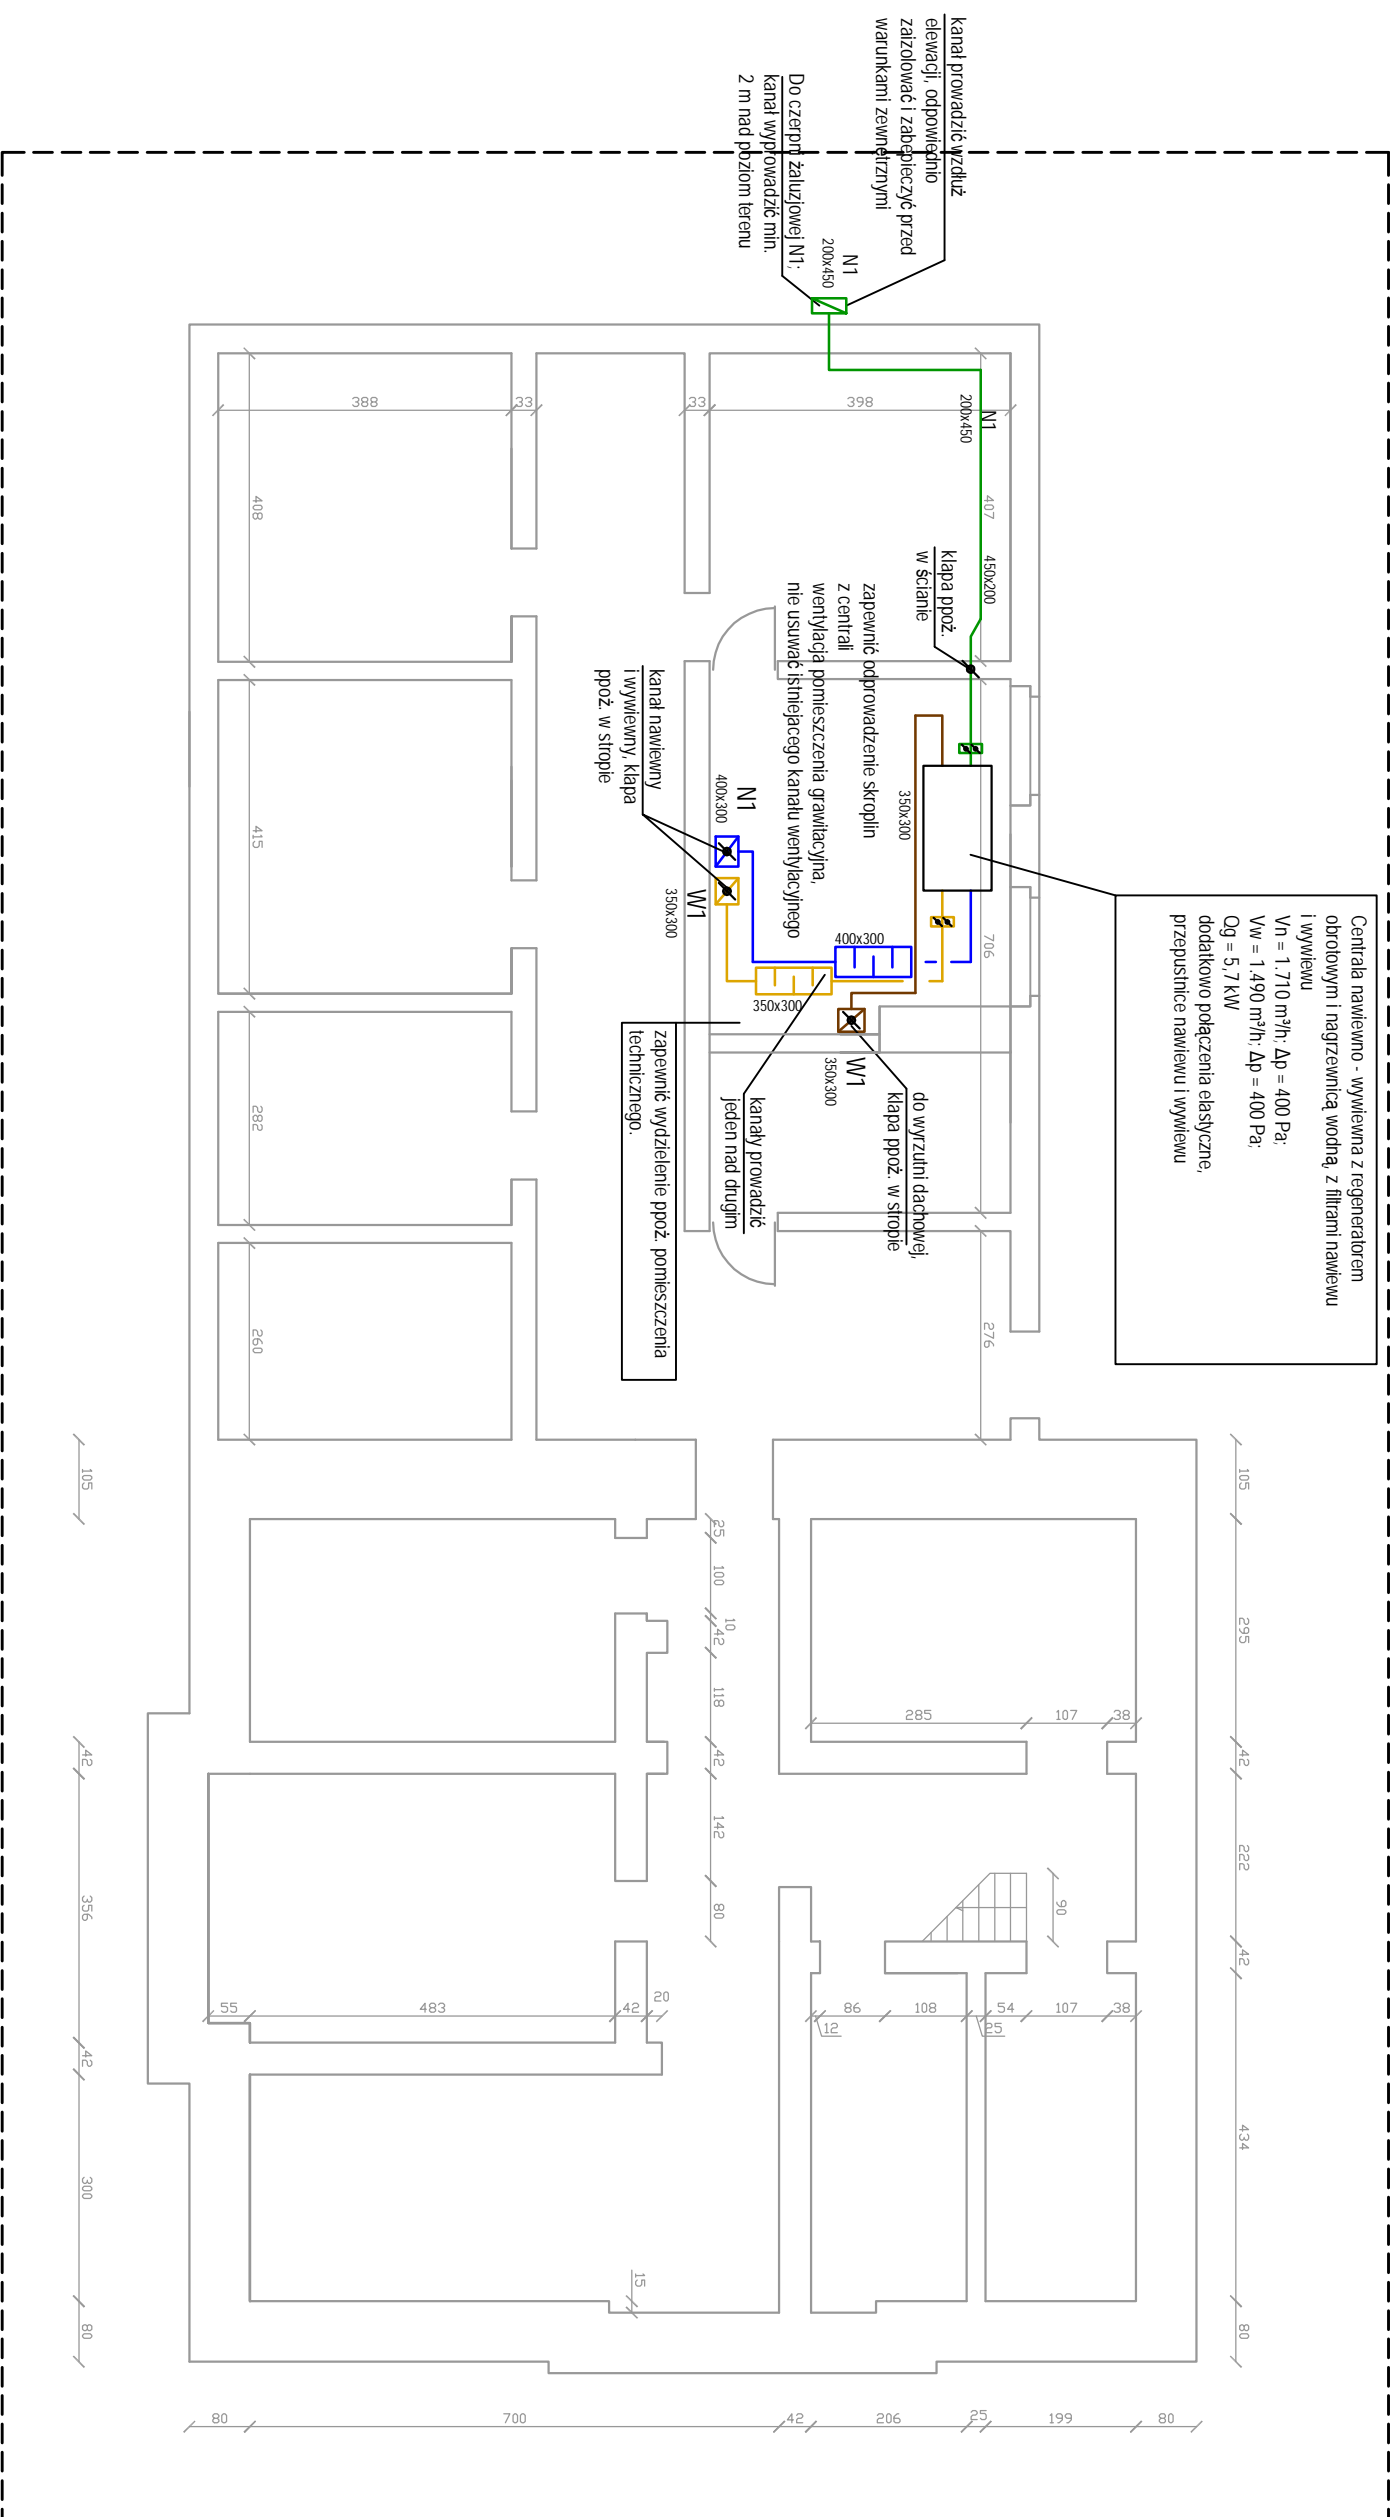 kanał prowadzić wzdłuż
elewacji, odpowiednio
zaizolować i zabepieczyć przed
warunkami zewnetrznymi
Do czerpni żaluzjowej N1;
kanał wyprowadzić min.
2 m nad poziom terenu
N1
200x450
N1
200x450
450x200
klapa ppoż.
w ścianie
Centrala nawiewno - wywiewna z regeneratorem
obrotowym i nagrzewnicą wodną, z filtrami nawiewu
i wywiewu
Vn = 1.710 m³/h; Δp = 400 Pa;
Vw = 1.490 m³/h; Δp = 400 Pa;
Qg = 5,7 kW
dodatkowo połączenia elastyczne,
przepustnice nawiewu i wywiewu
zapewnić odprowadzenie skroplin
z centrali
wentylacja pomieszczenia grawitacyjna,
nie usuwać istniejacego kanału wentylacyjnego
350x300
kanał nawiewny
i wywiewny, klapa
ppoż. w stropie
N1
400x300
W1
350x300
400x300
350x300
W1
350x300
do wyrzutni dachowej,
klapa ppoż. w stropie
kanały prowadzić
jeden nad drugim
zapewnić wydzielenie ppoż. pomieszczenia
technicznego.
388
33
33
398
408
407
415
706
282
260
276
105
105
25
100
10
42
118
42
142
80
295
42
222
42
434
80
285
107
38
90
42
356
42
300
80
55
483
42
20
86
108
54
107
38
12
25
15
80
700
42
206
25
199
80